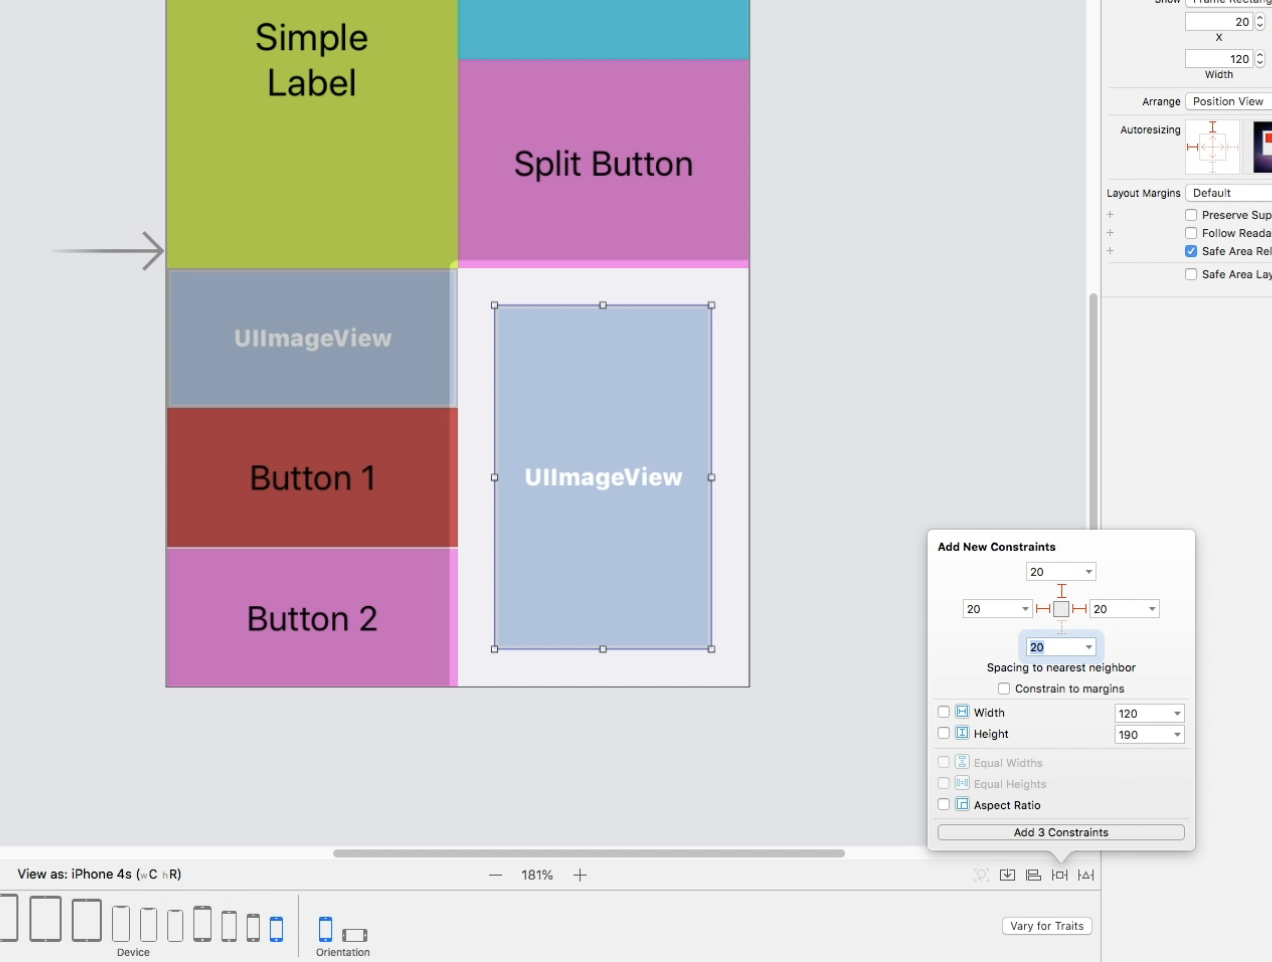 Show
20
X
120
Width
Arrange Position View
Autoresizing
Layout Margins Default
Preserve Sup
Follow Reada
Safe Area Rel
Safe Area Lay
Simple
Label
Split Button
UIImageView
Button 1
Button 2
UIImageView
Add New Constraints
20
20 20
20
Spacing to nearest neighbor
Constrain to margins
Width 120
Height 190
Equal Widths
Equal Heights
Aspect Ratio
Add 3 Constraints
View as: iPhone 4s (wC hR)
— 181% +
Vary for Traits
Device Orientation